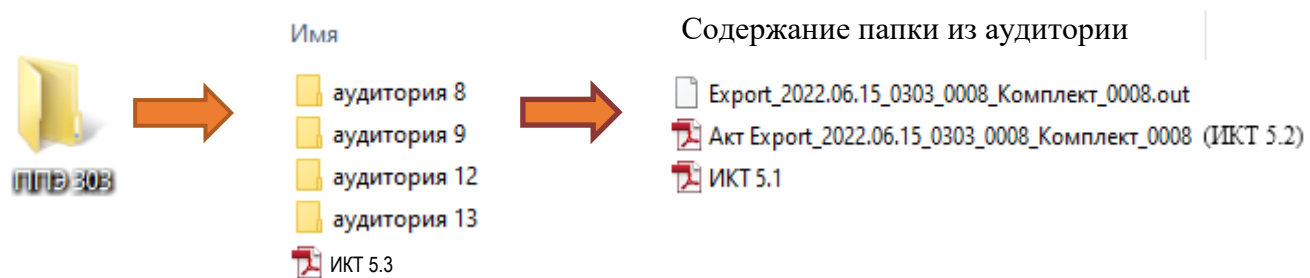 ППЭ 303
Имя
аудитория 8
аудитория 9
аудитория 12
аудитория 13
ИКТ 5.3
Содержание папки из аудитории
Export_2022.06.15_0303_0008_Комплект_0008.out
Акт Export_2022.06.15_0303_0008_Комплект_0008 (ИКТ 5.2)
ИКТ 5.1